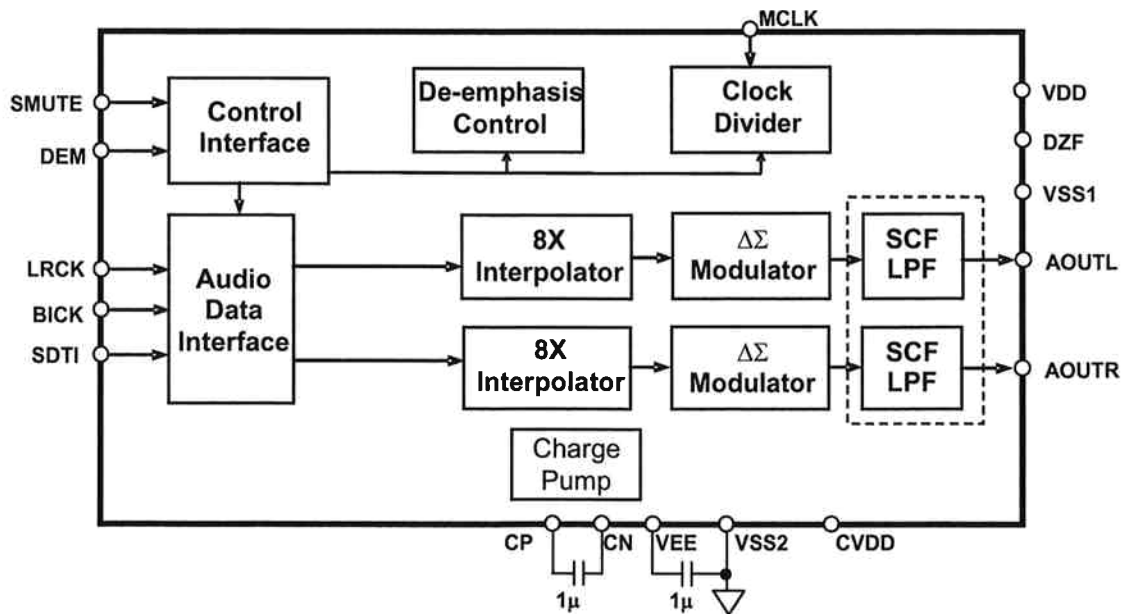 MCLK
SMUTE
DEM
Control
Interface
De-emphasis
Control
Clock
Divider
VDD
DZF
VSS1
LRCK
BICK
SDTI
Audio
Data
Interface
8X
Interpolator
ΔΣ
Modulator
SCF
LPF
AOUTL
8X
Interpolator
ΔΣ
Modulator
SCF
LPF
AOUTR
Charge
Pump
CP
CN
VEE
VSS2
CVDD
1μ
1μ